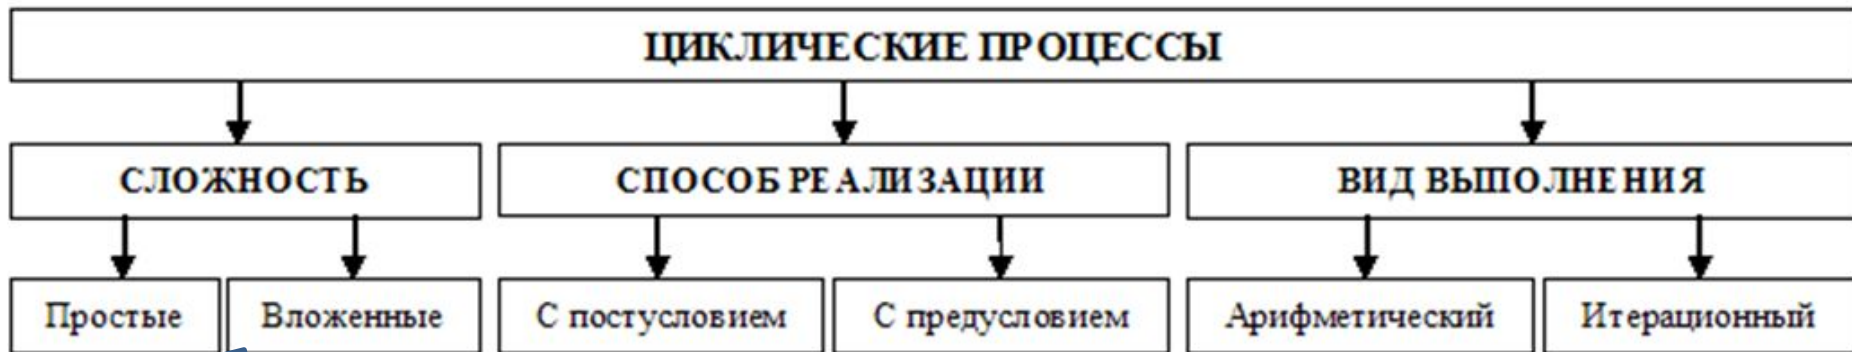 ЦИКЛИЧЕСКИЕ ПРОЦЕССЫ
СЛОЖНОСТЬ
СПОСОБ РЕАЛИЗАЦИИ
ВИД ВЫПОЛНЕНИЯ
Простые
Вложенные
С постусловием
С предусловием
Арифметический
Итерационный